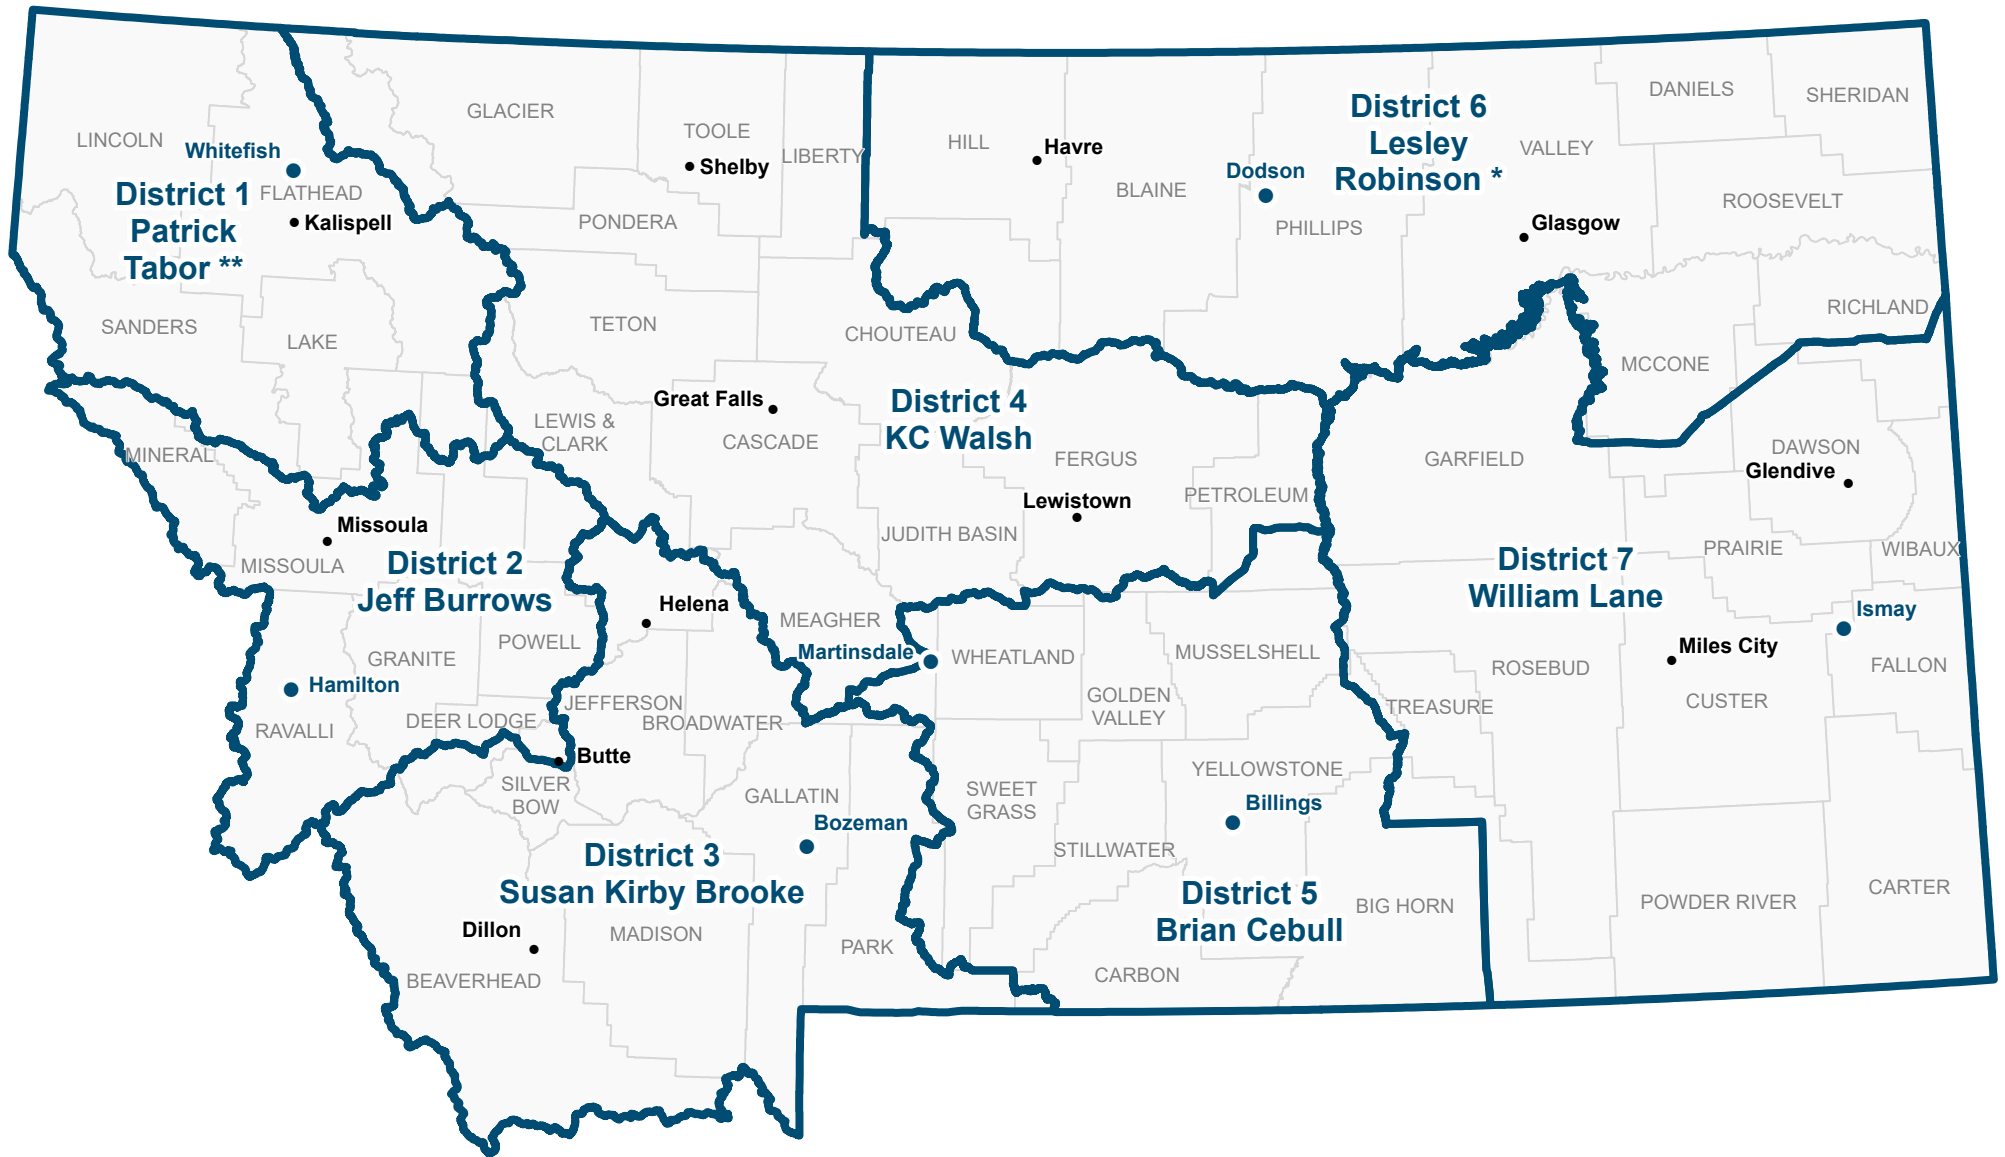 DANIELS
SHERIDAN
GLACIER
TOOLE
LIBERTY
HILL
Havre
District 6
Lesley
Robinson *
VALLEY
LINCOLN
Whitefish
FLATHEAD
Shelby
BLAINE
Dodson
PHILLIPS
ROOSEVELT
District 1
Patrick
Tabor **
Kalispell
PONDERA
Glasgow
SANDERS
LAKE
TETON
CHOUTEAU
RICHLAND
MCCONE
Great Falls
CASCADE
District 4
KC Walsh
LEWIS &
CLARK
MINERAL
FERGUS
Lewistown
PETROLEUM
GARFIELD
DAWSON
Glendive
Missoula
MISSOULA
District 2
Jeff Burrows
JUDITH BASIN
District 7
William Lane
PRAIRIE
WIBAUX
Helena
MEAGHER
Martinsdale
WHEATLAND
MUSSELSHELL
Ismay
POWELL
GRANITE
Hamilton
RAVALLI
DEER LODGE
JEFFERSON
BROADWATER
GOLDEN
VALLEY
TREASURE
ROSEBUD
Miles City
CUSTER
FALLON
Butte
SILVER
BOW
GALLATIN
Bozeman
SWEET
GRASS
YELLOWSTONE
Billings
STILLWATER
District 3
Susan Kirby Brooke
District 5
Brian Cebull
BIG HORN
POWDER RIVER
CARTER
Dillon
BEAVERHEAD
MADISON
PARK
CARBON